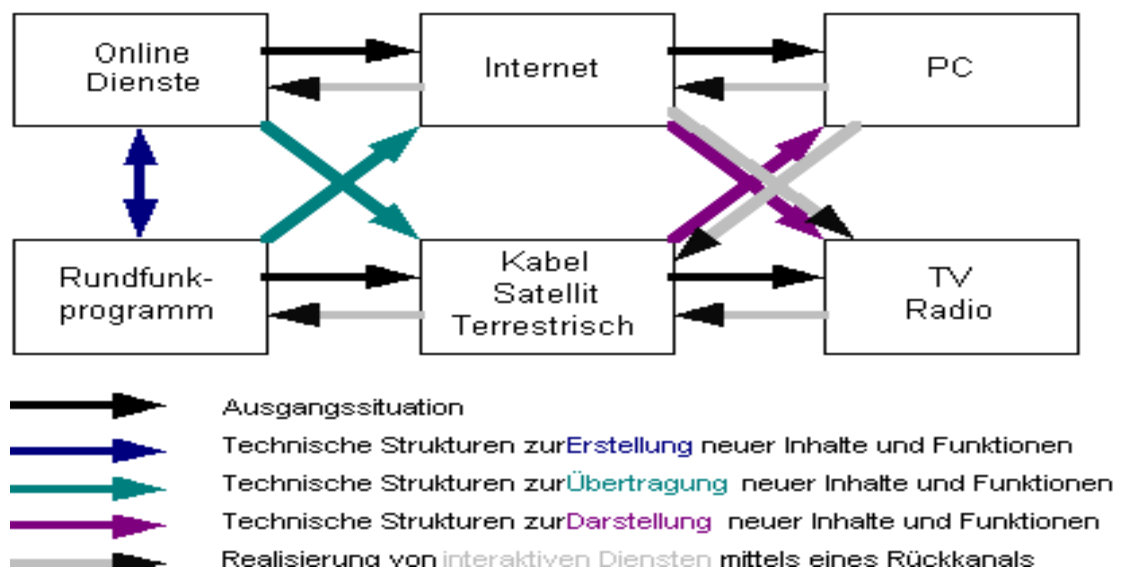 Online
Dienste
Internet
PC
Rundfunk-
programm
Kabel
Satellit
Terrestrisch
TV
Radio
Ausgangssituation
Technische Strukturen zurErstellung neuer Inhalte und Funktionen
Technische Strukturen zurÜbertragung neuer Inhalte und Funktionen
Technische Strukturen zurDarstellung neuer Inhalte und Funktionen
Realisierung von interaktiven Diensten mittels eines Rückkanals